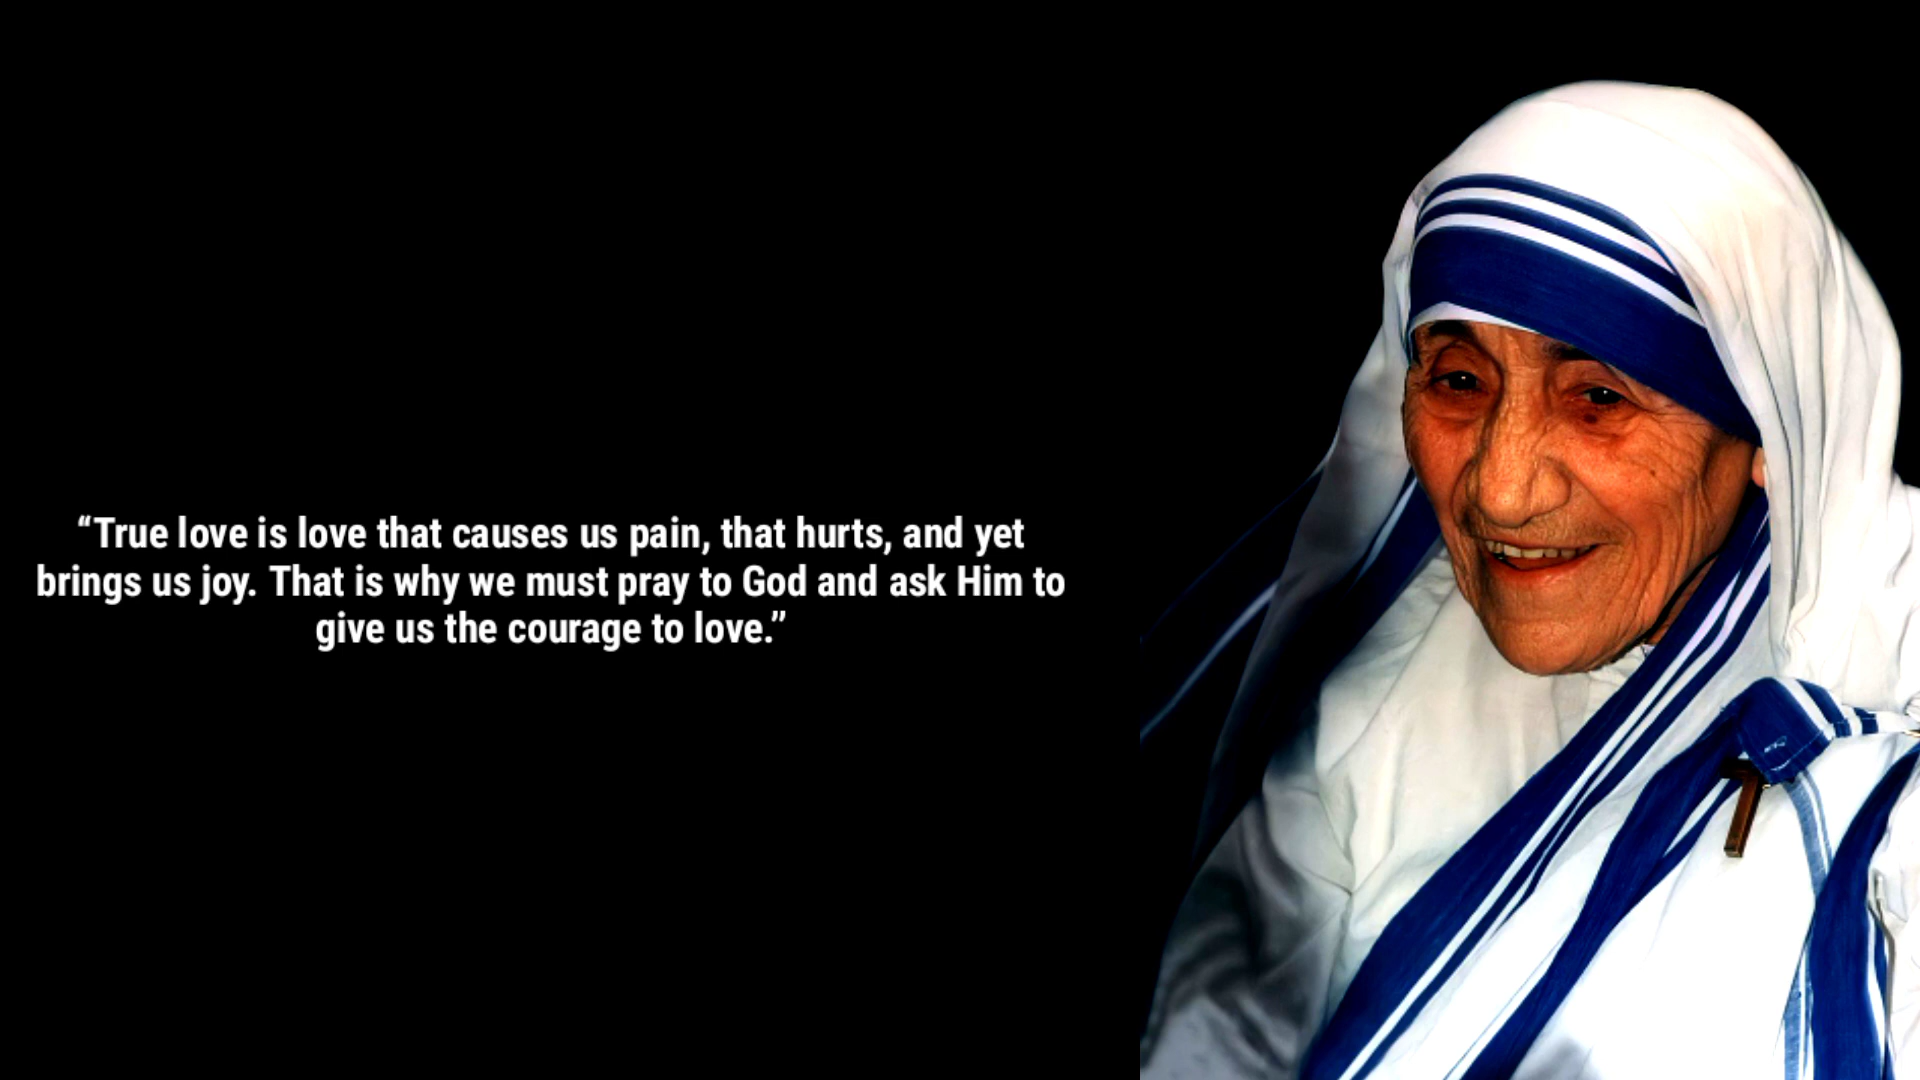 “True love is love that causes us pain, that hurts, and yet
brings us joy. That is why we must pray to God and ask Him to
give us the courage to love.”